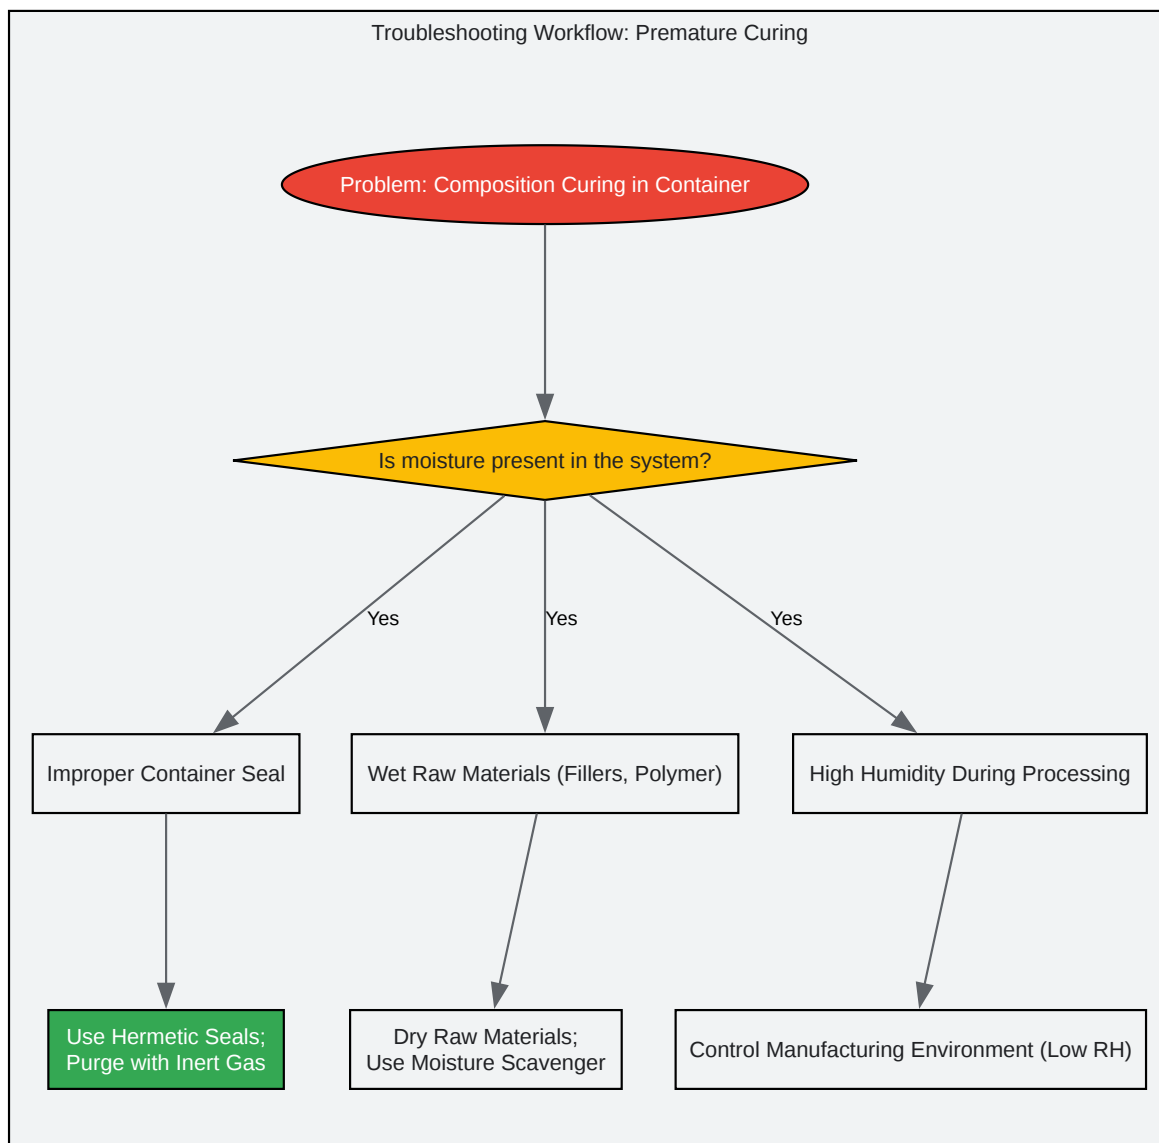 Troubleshooting Workflow: Premature Curing
Problem: Composition Curing in Container
Is moisture present in the system?
Yes
Yes
Yes
Improper Container Seal
Wet Raw Materials (Fillers, Polymer)
High Humidity During Processing
Use Hermetic Seals;
Purge with Inert Gas
Dry Raw Materials;
Use Moisture Scavenger
Control Manufacturing Environment (Low RH)